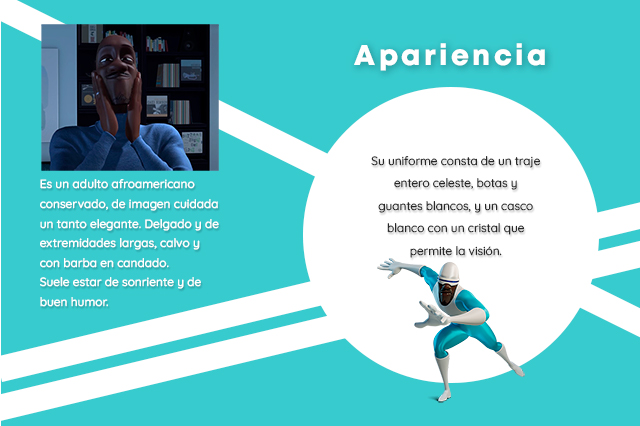 Apariencia
Es un adulto afroamericano
conservado, de imagen cuidada
un tanto elegante. Delgado y de
extremidades largas, calvo y
con barba en candado.
Suele estar de sonriente y de
buen humor.
Su uniforme consta de un traje
entero celeste, botas y
guantes blancos, y un casco
blanco con un cristal que
permite la visión.